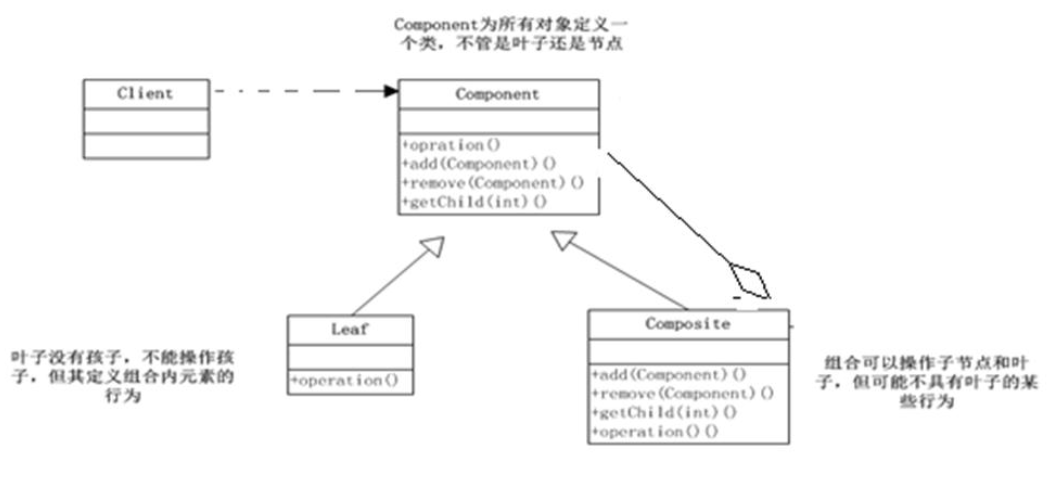 Component为所有对象定义一
个类，不管是叶子还是节点
Client
Component
+opration()
+add(Component)()
+remove(Component)()
+getChild(int)()
Leaf
+operation()
叶子没有孩子，不能操作孩
子，但其定义组合内元素的
行为
Composite
+add(Component)()
+remove(Component)()
+getChild(int)()
+operation()()
组合可以操作子节点和叶
子，但可能不具有叶子的某
些行为